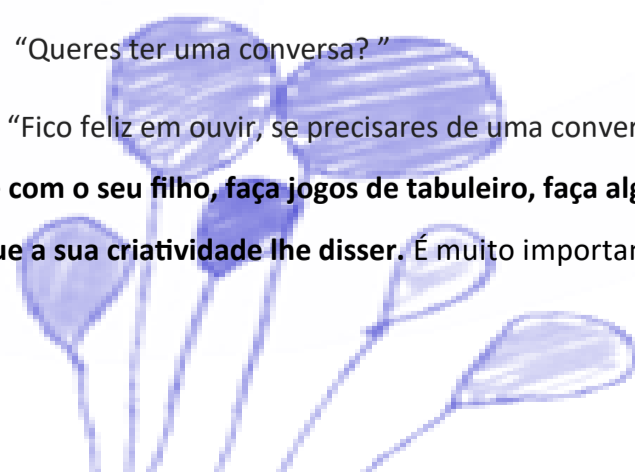 “Queres ter uma conversa? ”
“Fico feliz em ouvir, se precisares de uma conver
com o seu filho, faça jogos de tabuleiro, faça alg
ue a sua criatividade lhe disser. É muito importan